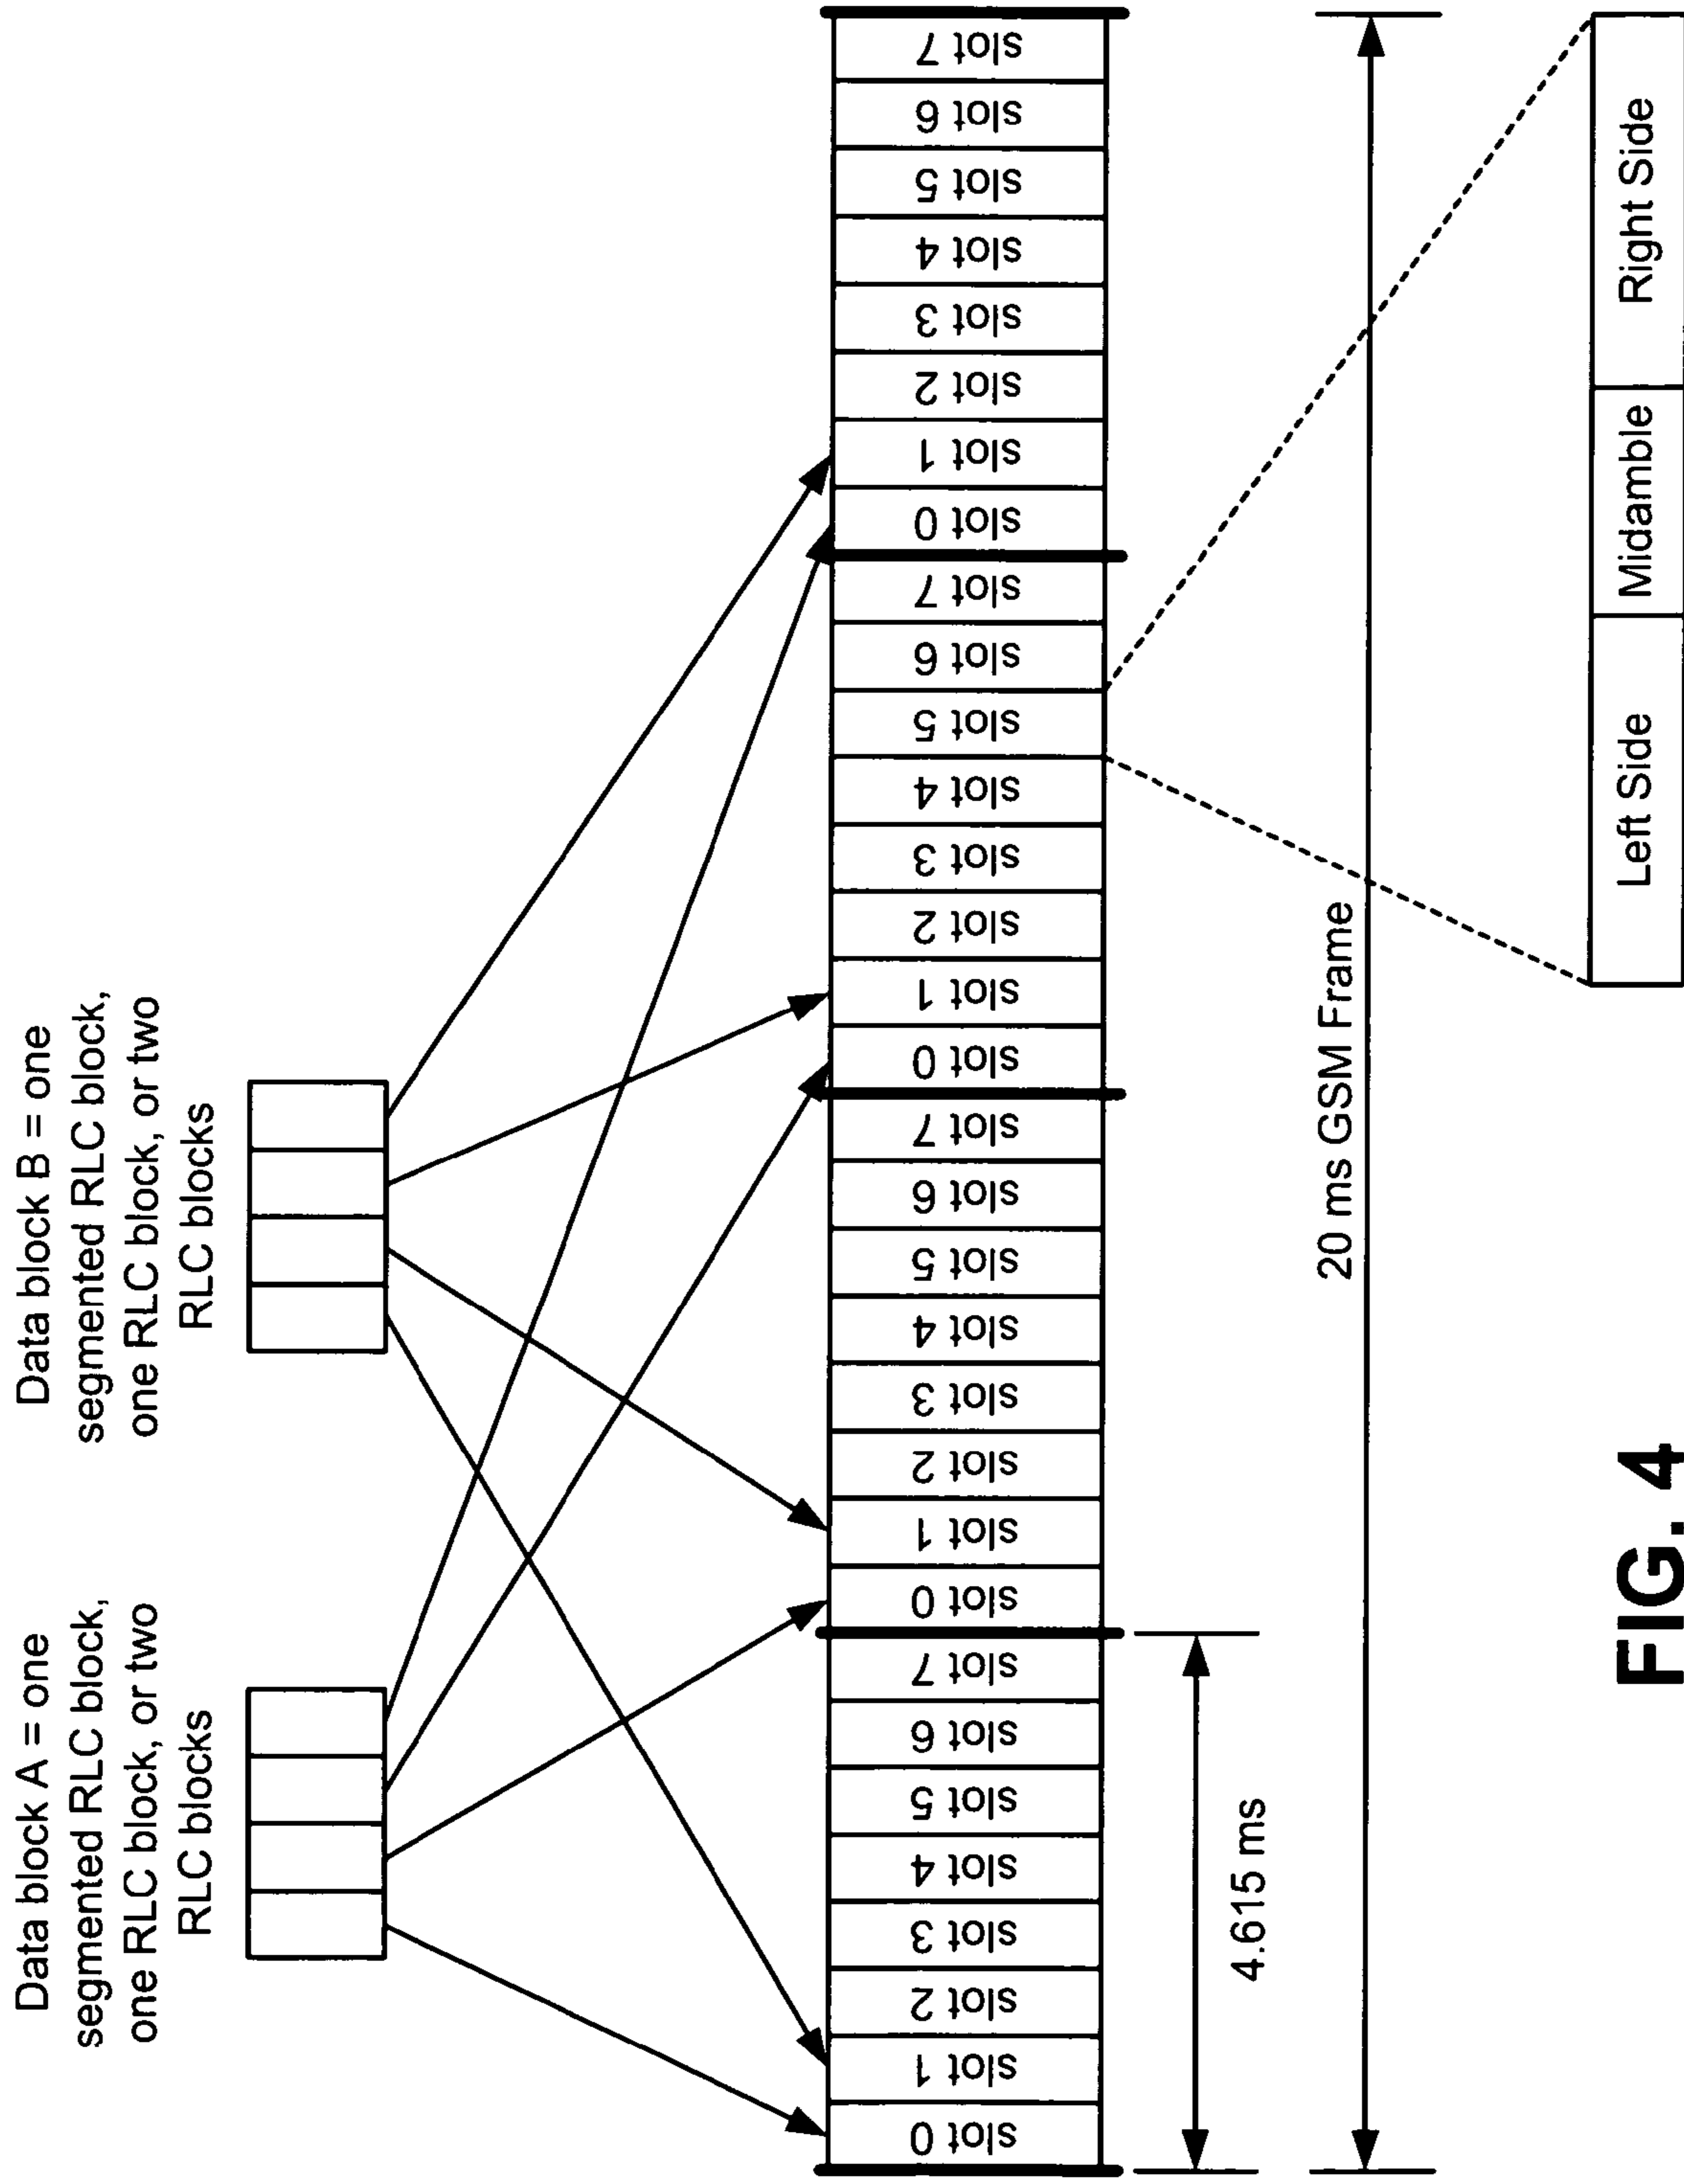 Data block A = one
segmented RLC block,
one RLC block, or two
RLC blocks
Data block B = one
segmented RLC block,
one RLC block, or two
RLC blocks
slot 0
slot 1
slot 2
slot 3
slot 4
slot 5
slot 6
slot 7
slot 0
slot 1
slot 2
slot 3
slot 4
slot 5
slot 6
slot 7
slot 0
slot 1
slot 2
slot 3
slot 4
slot 5
slot 6
slot 7
slot 0
slot 1
slot 2
slot 3
slot 4
slot 5
slot 6
slot 7
4.615 ms
20 ms GSM Frame
Left Side
Midamble
Right Side
FIG. 4